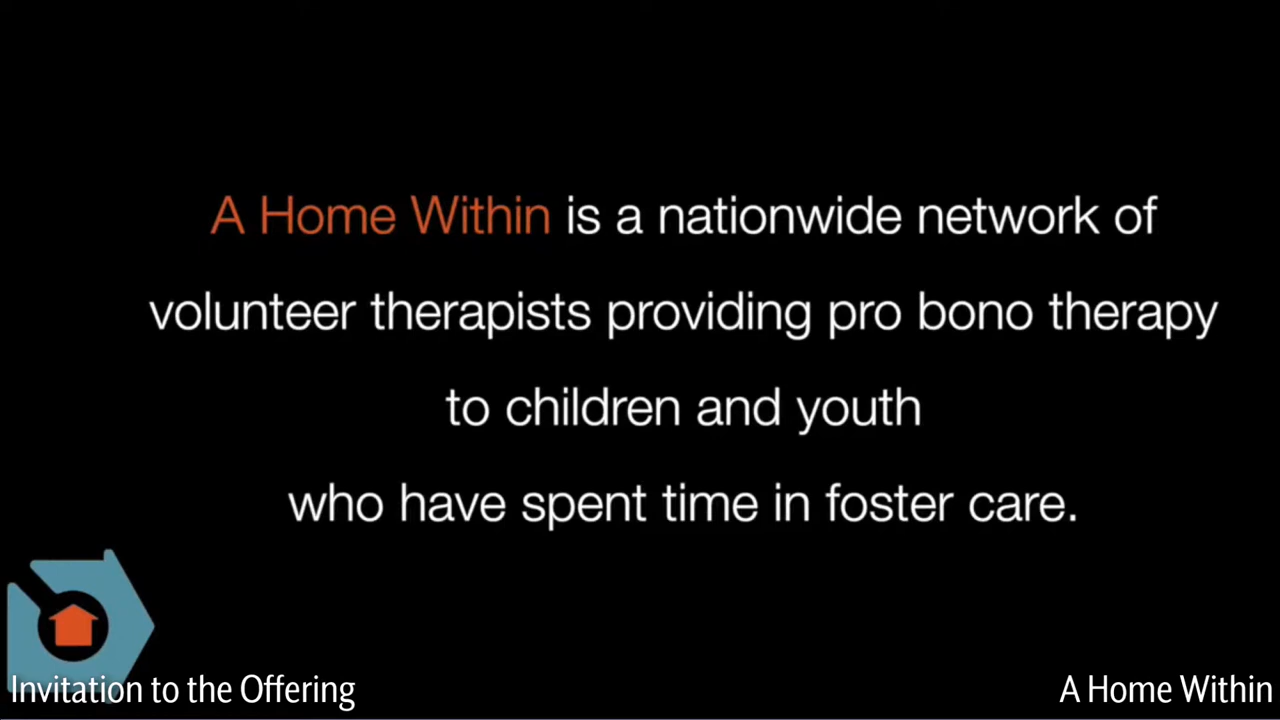 A Home Within is a nationwide network of
volunteer therapists providing pro bono therapy
to children and youth
who have spent time in foster care.
Invitation to the Offering
A Home Within